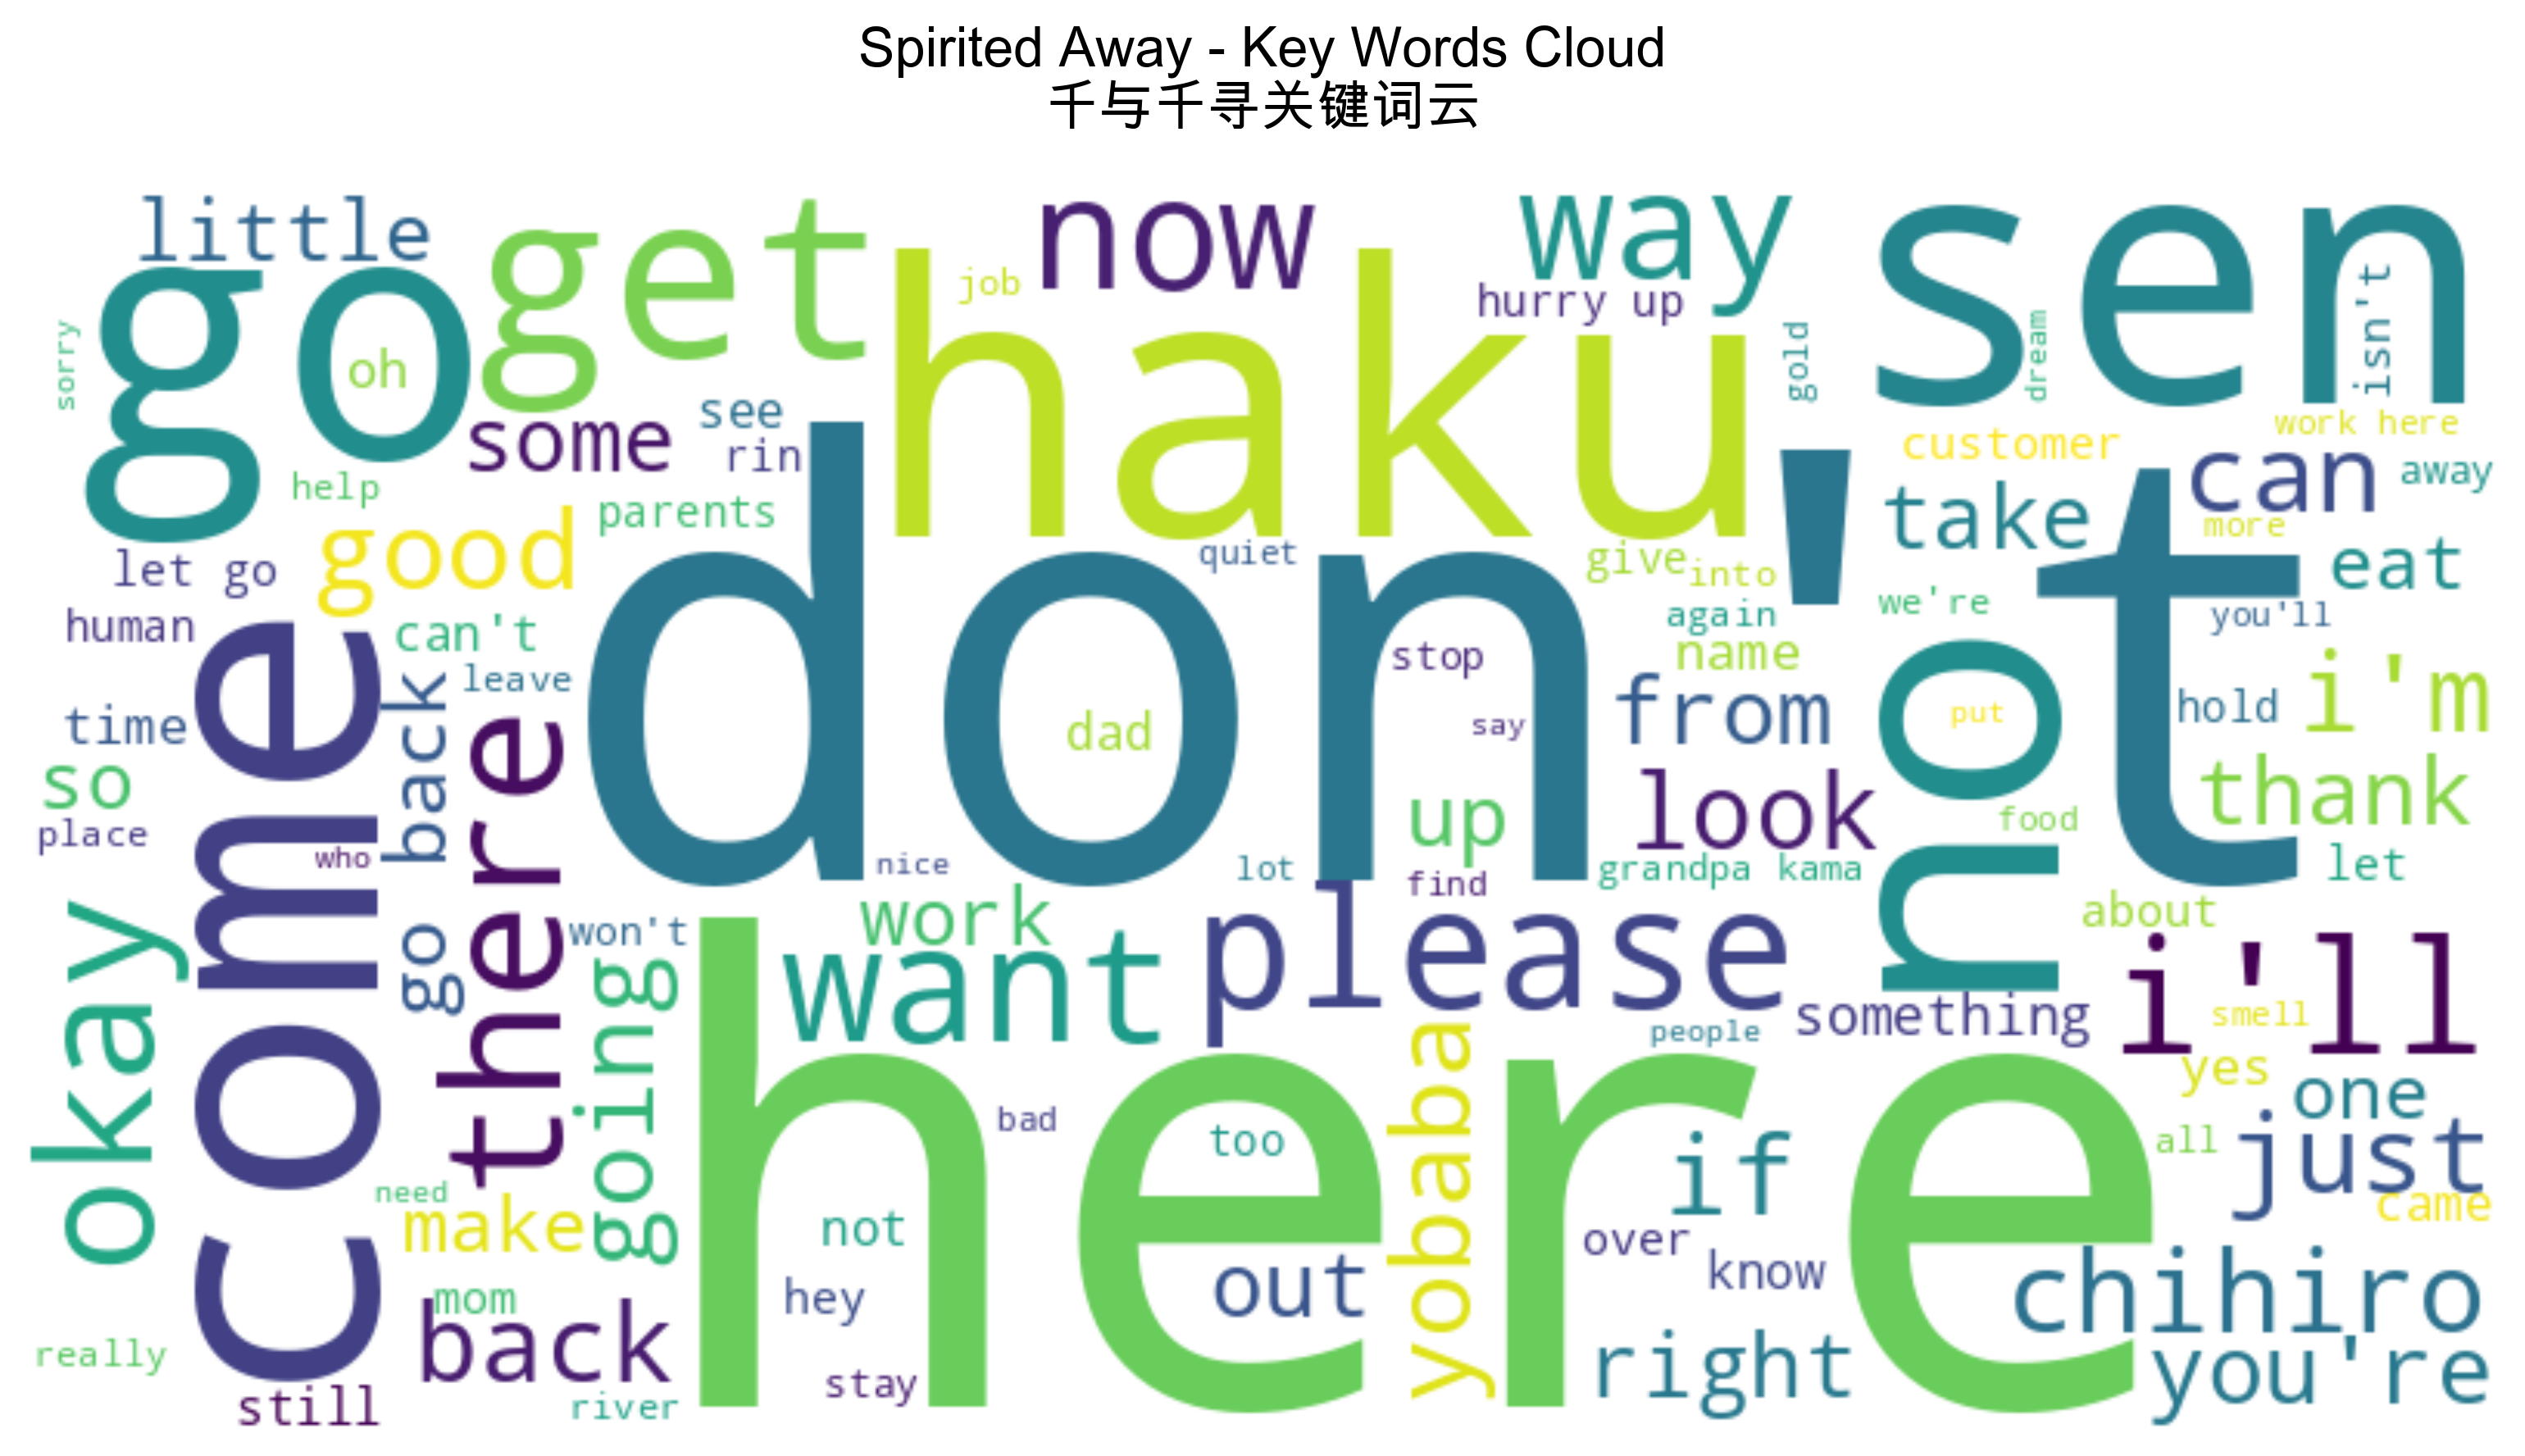 Spirited Away - Key Words Cloud
千与千寻关键词云
little
get
now
way
sen
go
job
haku
hurry up
isn't
sorry
oh
gold
dream
some
see
rin
customer
work here
can
away
help
parents
good
don't
take
more
let go
quiet
give
into
eat
human
can't
again
we're
you'll
come
leave
stop
name
time
back
go back
there
dad
say
from
not
put
hold
i'm
so
place
who
up
look
food
thank
nice
lot
find
grandpa kama
let
okay
won't
work
want
please
about
i'll
going
something
smell
people
here
yobaba
yes
one
bad
too
if
all
just
need
make
not
over
came
mom
hey
out
know
chihiro
really
stay
right
you're
still
river